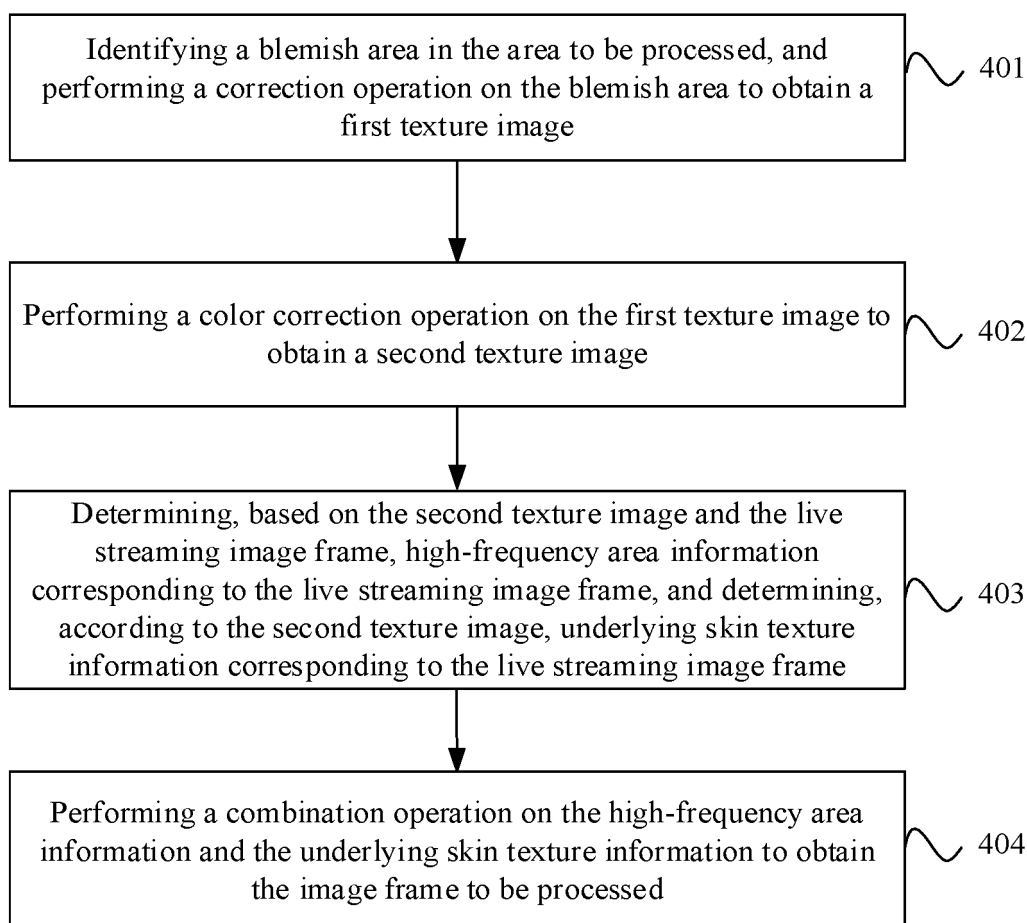 Identifying a blemish area in the area to be processed, and
performing a correction operation on the blemish area to obtain a
first texture image
401
Performing a color correction operation on the first texture image to
obtain a second texture image
402
Determining, based on the second texture image and the live
streaming image frame, high-frequency area information
corresponding to the live streaming image frame, and determining,
according to the second texture image, underlying skin texture
information corresponding to the live streaming image frame
403
Performing a combination operation on the high-frequency area
information and the underlying skin texture information to obtain
the image frame to be processed
404